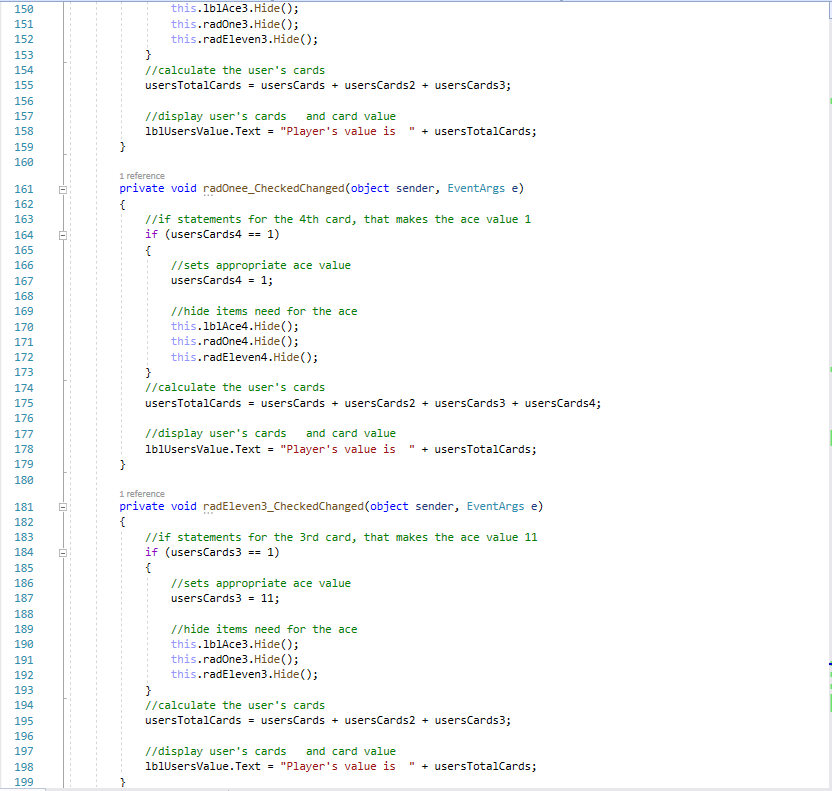 150 this.lblAce3.Hide();
151 this.radOne3.Hide();
152 this.radEleven3.Hide();
153 }
154 //calculate the user's cards
155 usersTotalCards = usersCards + usersCards2 + usersCards3;
156
157 //display user's cards   and card value
158 lblUsersValue.Text = "Player's value is  " + usersTotalCards;
159 }
160
1 reference
161 private void radOnee_CheckedChanged(object sender, EventArgs e)
162 {
163 //if statements for the 4th card, that makes the ace value 1
164 if (usersCards4 == 1)
165 {
166 //sets appropriate ace value
167 usersCards4 = 1;
168
169 //hide items need for the ace
170 this.lblAce4.Hide();
171 this.radOne4.Hide();
172 this.radEleven4.Hide();
173 }
174 //calculate the user's cards
175 usersTotalCards = usersCards + usersCards2 + usersCards3 + usersCards4;
176
177 //display user's cards   and card value
178 lblUsersValue.Text = "Player's value is  " + usersTotalCards;
179 }
180
1 reference
181 private void radEleven3_CheckedChanged(object sender, EventArgs e)
182 {
183 //if statements for the 3rd card, that makes the ace value 11
184 if (usersCards3 == 1)
185 {
186 //sets appropriate ace value
187 usersCards3 = 11;
188
189 //hide items need for the ace
190 this.lblAce3.Hide();
191 this.radOne3.Hide();
192 this.radEleven3.Hide();
193 }
194 //calculate the user's cards
195 usersTotalCards = usersCards + usersCards2 + usersCards3;
196
197 //display user's cards   and card value
198 lblUsersValue.Text = "Player's value is  " + usersTotalCards;
199 }